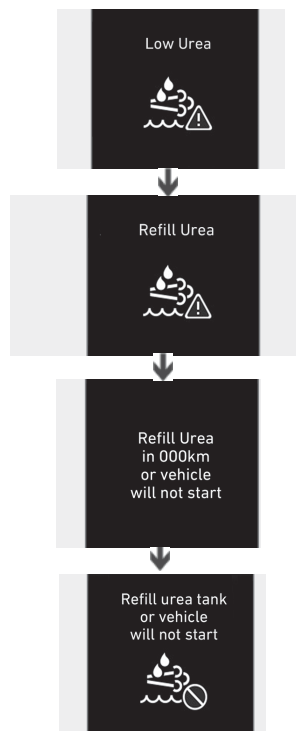 Low Urea
Refill Urea
Refill Urea
in 000km
or vehicle
will not start
Refill urea tank
or vehicle
will not start